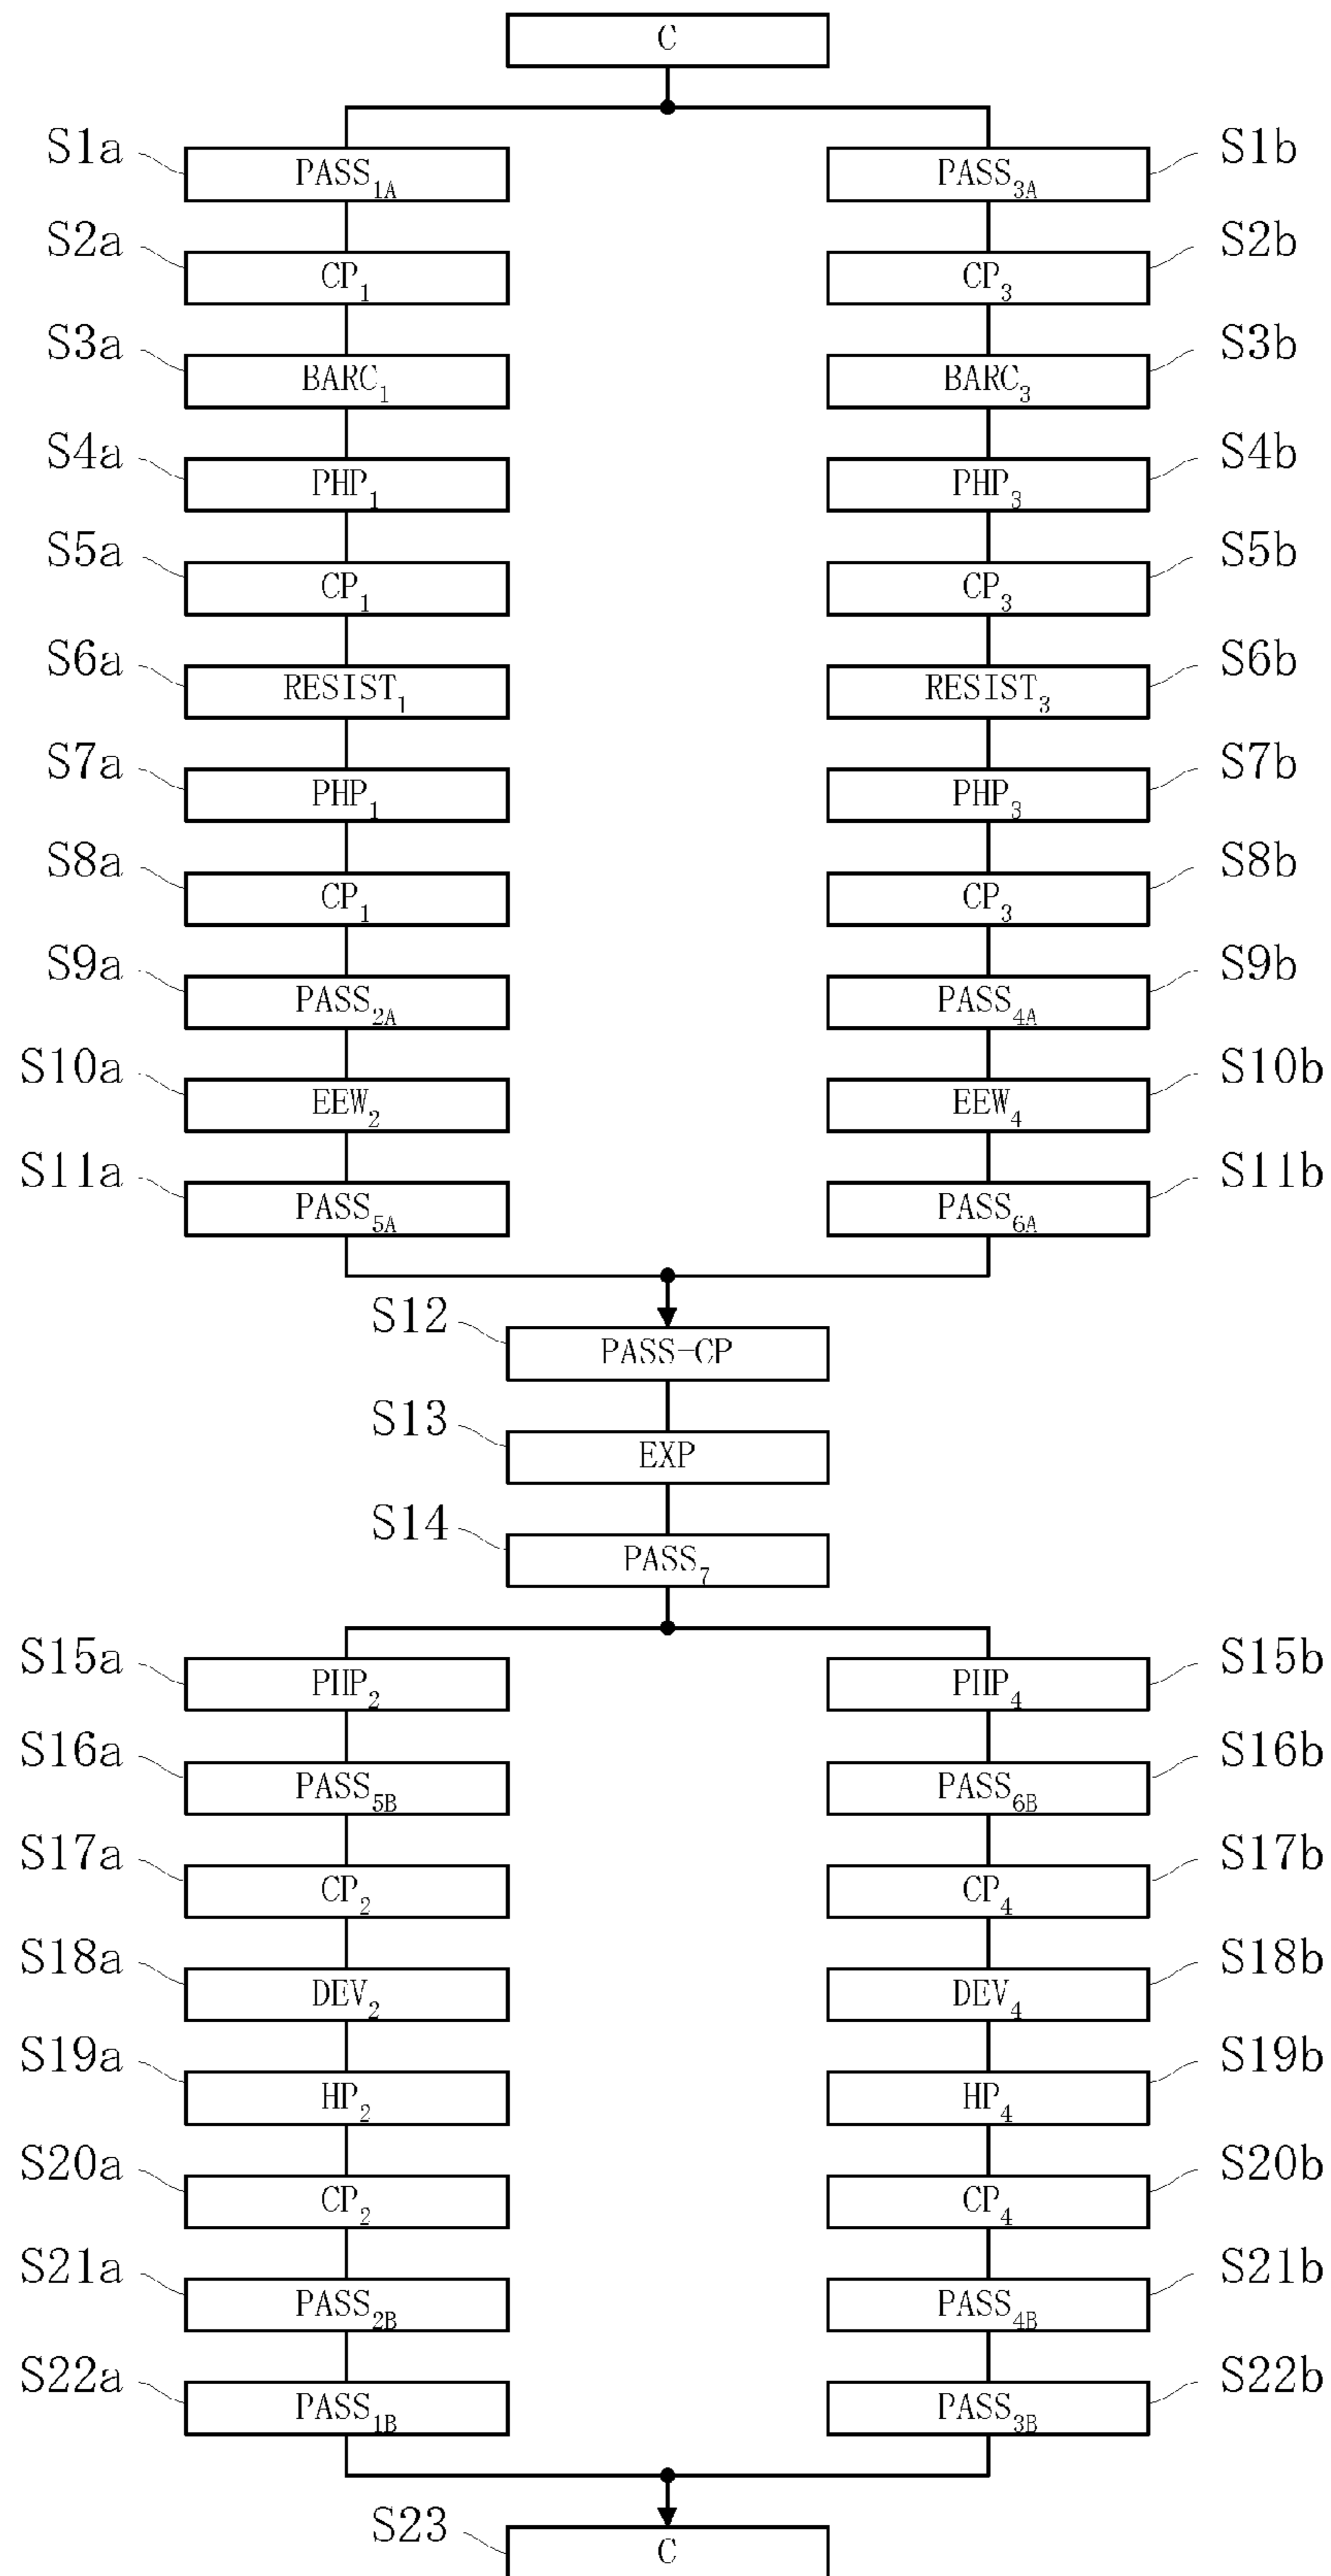 C
S1a PASS1A PASS3A S1b
S2a CP1 CP3 S2b
S3a BARC1 BARC3 S3b
S4a PHP1 PHP3 S4b
S5a CP1 CP3 S5b
S6a RESIST1 RESIST3 S6b
S7a PHP1 PHP3 S7b
S8a CP1 CP3 S8b
S9a PASS2A PASS4A S9b
S10a EEW2 EEW4 S10b
S11a PASS5A PASS6A S11b
S12 PASS-CP
S13 EXP
S14 PASS7
S15a PHP2 PHP4 S15b
S16a PASS5B PASS6B S16b
S17a CP2 CP4 S17b
S18a DEV2 DEV4 S18b
S19a HP2 HP4 S19b
S20a CP2 CP4 S20b
S21a PASS2B PASS4B S21b
S22a PASS1B PASS3B S22b
S23 C